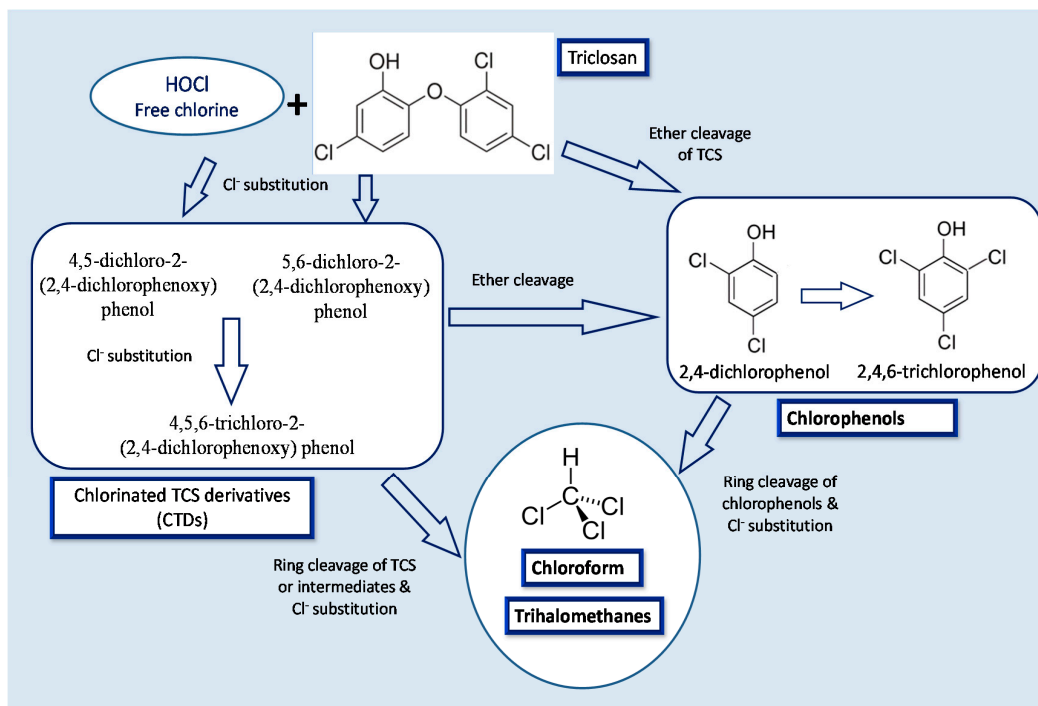 HOCl
Free chlorine
+
OH
Cl
O
Cl
Cl
Triclosan
Ether cleavage
of TCS
Cl⁻ substitution
4,5-dichloro-2-
(2,4-dichlorophenoxy)
phenol
5,6-dichloro-2-
(2,4-dichlorophenoxy)
phenol
Cl⁻ substitution
4,5,6-trichloro-2-
(2,4-dichlorophenoxy) phenol
Chlorinated TCS derivatives
(CTDs)
Ether cleavage
OH
Cl
Cl
2,4-dichlorophenol
OH
Cl
Cl
Cl
2,4,6-trichlorophenol
Chlorophenols
Ring cleavage of
chlorophenols &
Cl⁻ substitution
Ring cleavage of TCS
or intermediates &
Cl⁻ substitution
H
C
Cl
Cl
Cl
Chloroform
Trihalomethanes